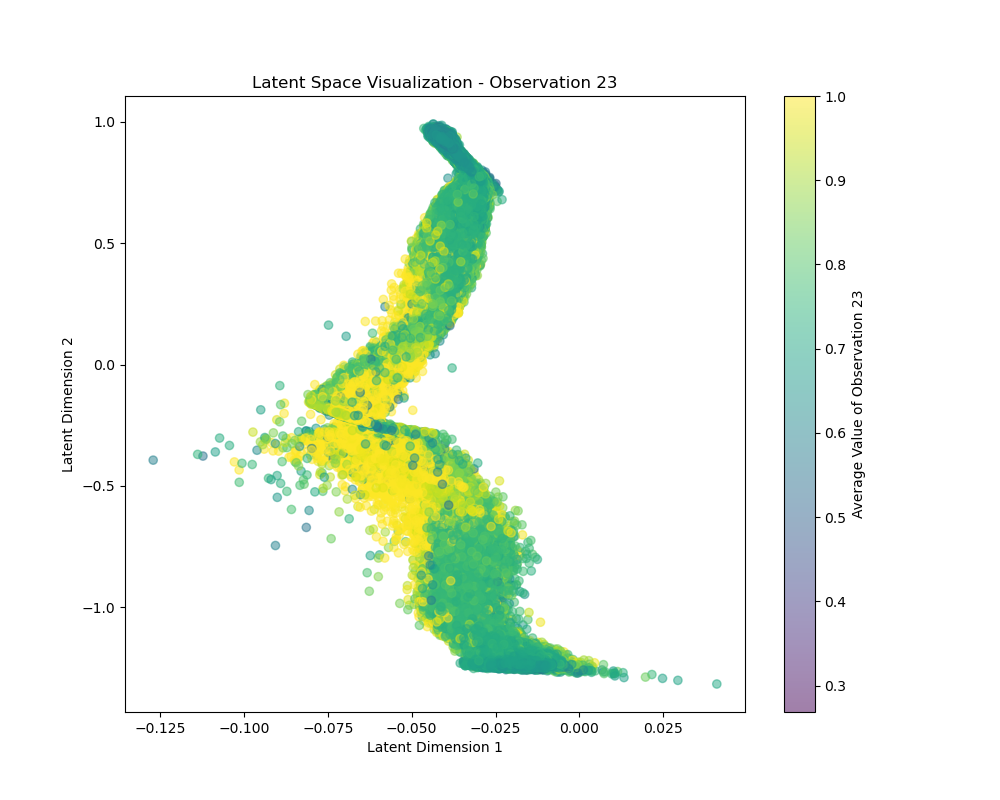 Latent Space Visualization - Observation 23
1.0
0.5
0.0
−0.5
−1.0
Latent Dimension 2
−0.125 −0.100 −0.075 −0.050 −0.025 0.000 0.025
Latent Dimension 1
1.0
0.9
0.8
0.7
0.6
0.5
0.4
0.3
Average Value of Observation 23